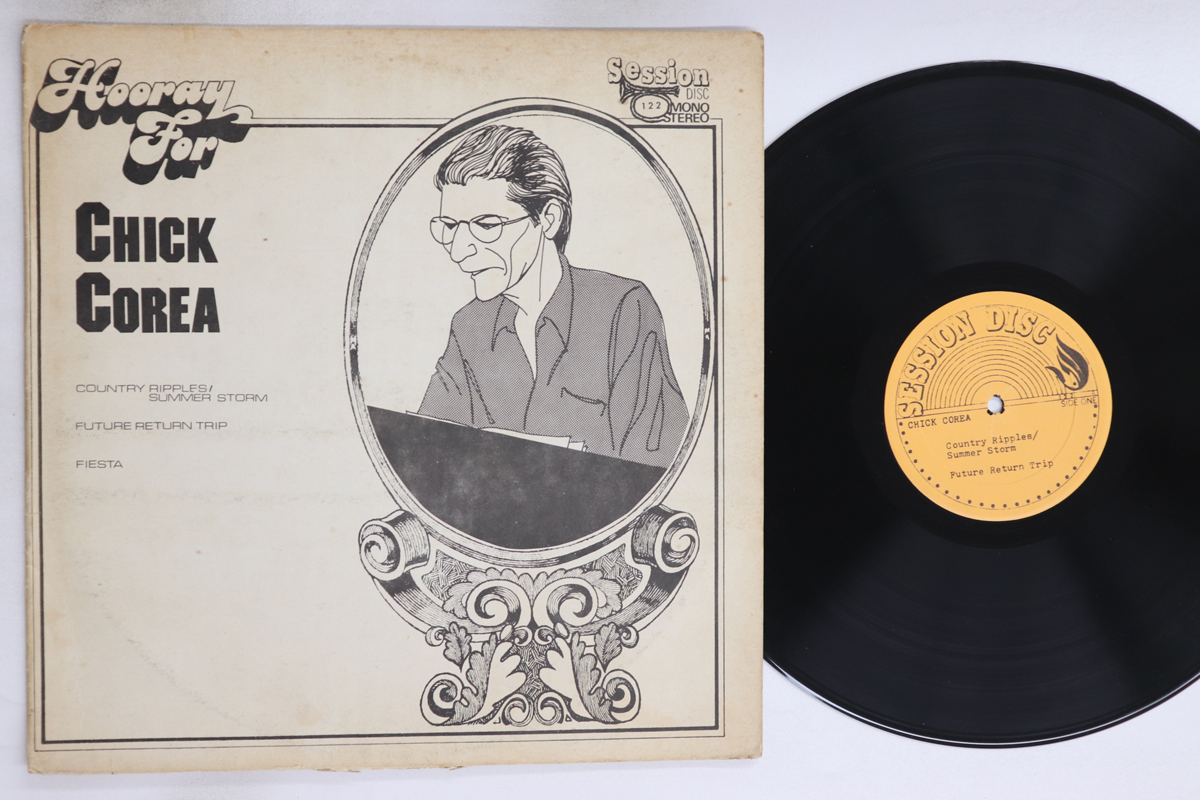 Hooray
For
CHICK
COREA
COUNTRY RIPPLES/
SUMMER STORM
FUTURE RETURN TRIP
FIESTA
Session
DISC
122
MONO
STEREO
SESSION DISC
SIDE ONE
CHICK COREA
Country Ripples/
Summer Storm
Future Return Trip